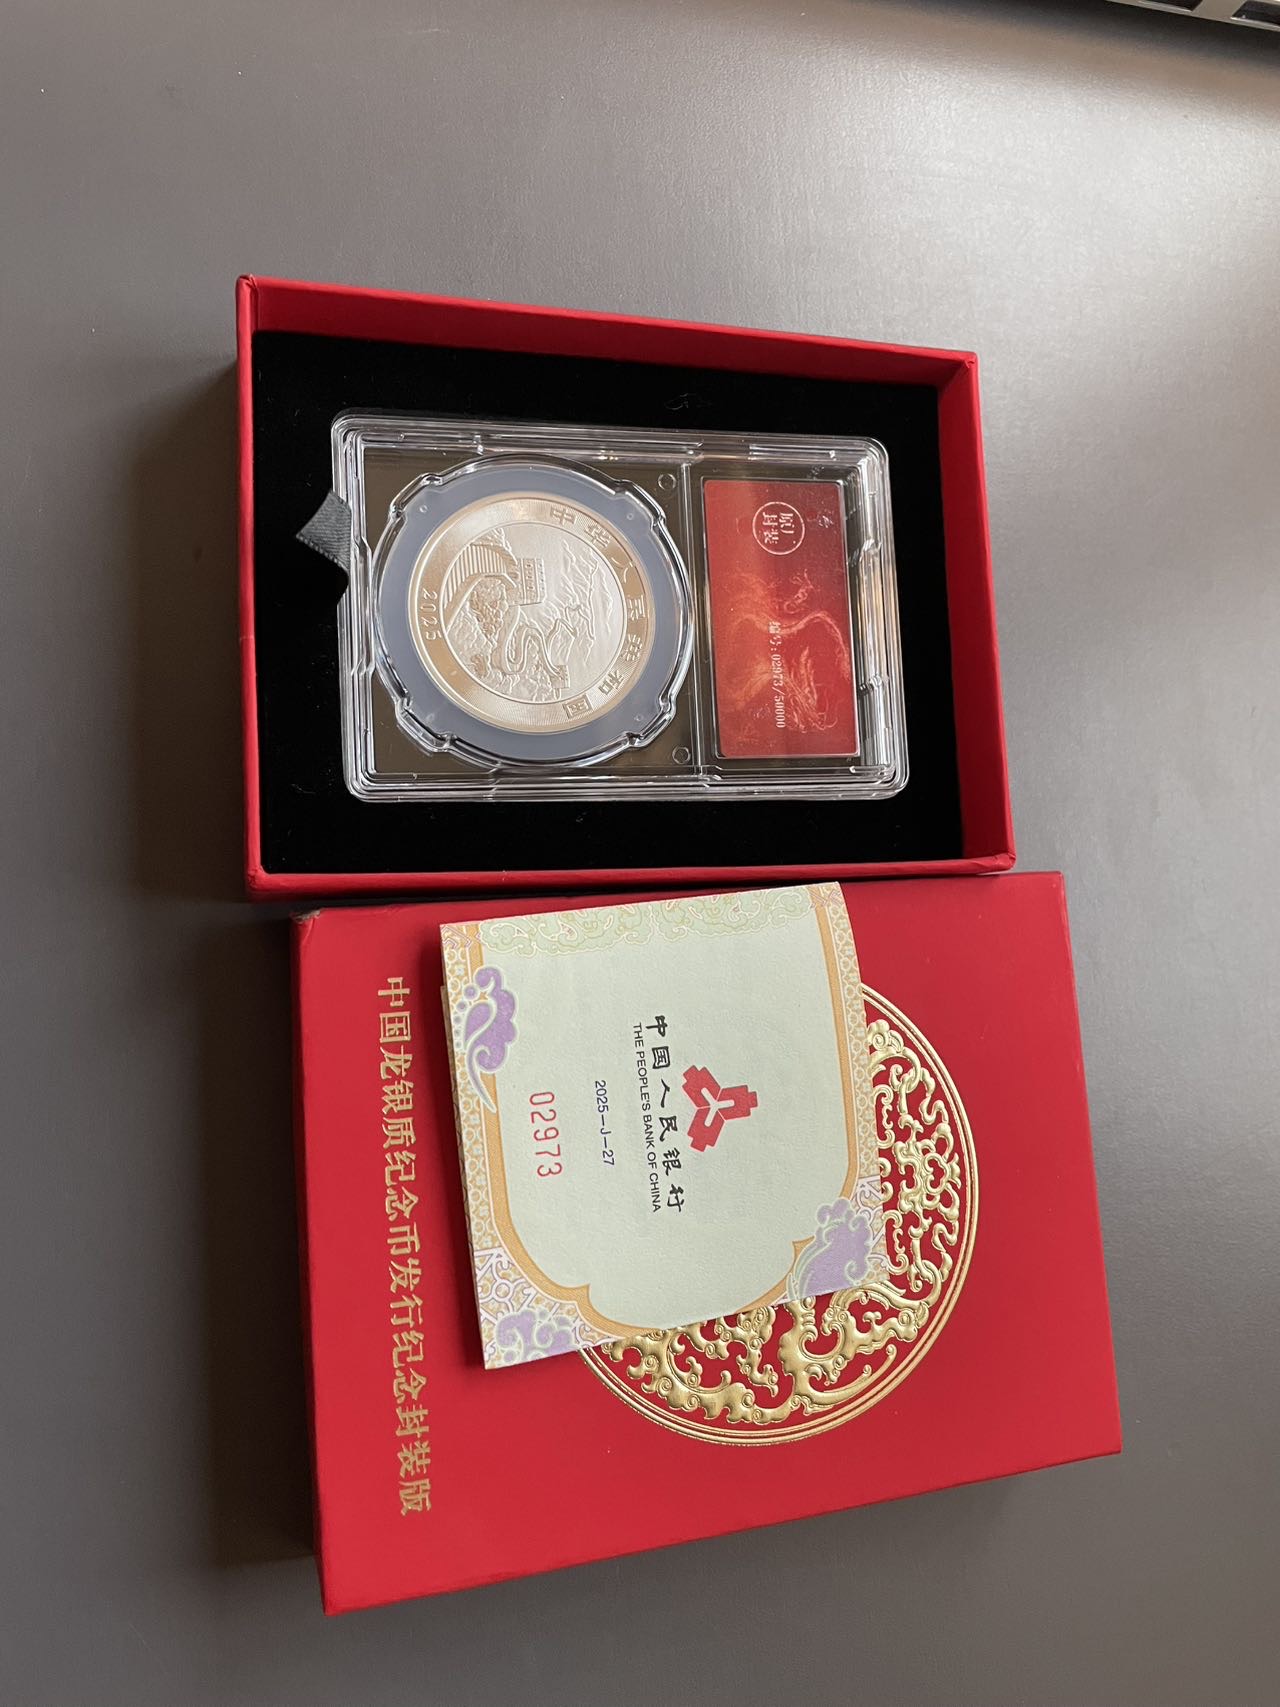 原厂
封装
编号:02973/500000
中华人民共和国
2025
中国人民银行
THE PEOPLE'S BANK OF CHINA
2025-J-27
02973
中国龙银质纪念币发行纪念封装版